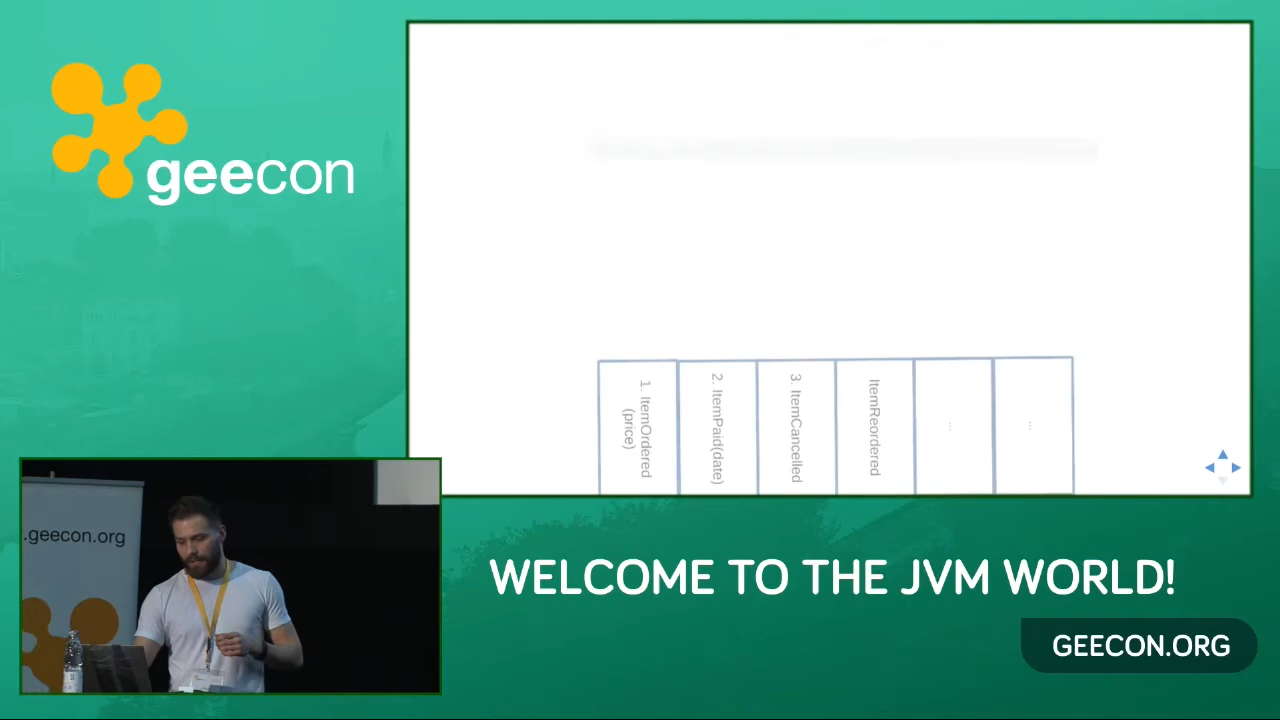 geecon
1. ItemOrdered
(price)
2. ItemPaid(date)
3. ItemCancelled
ItemReordered
...
...
.geecon.org
WELCOME TO THE JVM WORLD!
GEECON.ORG